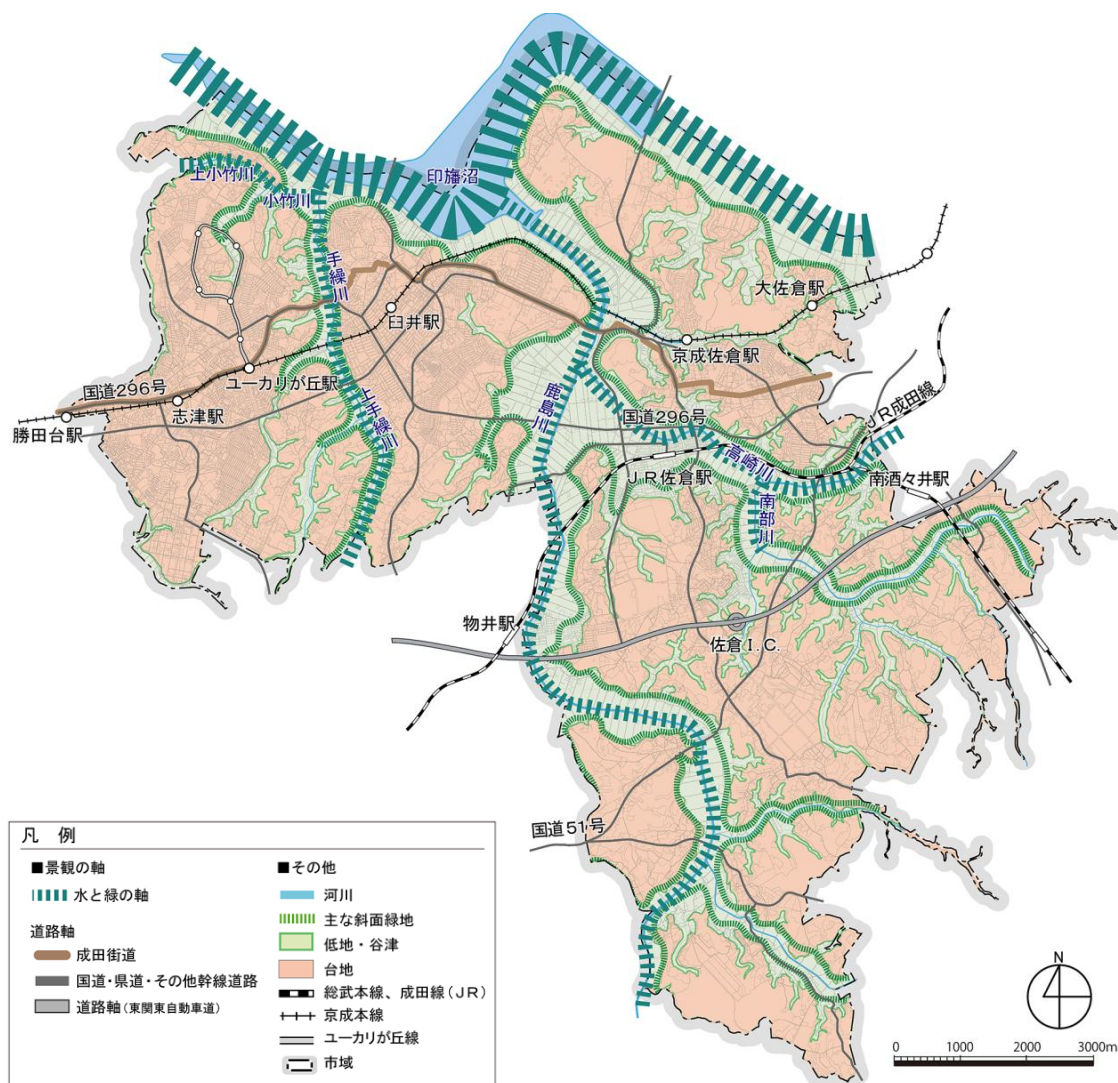 印旛沼
上小竹川
小竹川
手繰川
臼井駅
大佐倉駅
京成佐倉駅
国道296号
ユーカリが丘駅
志津駅
勝田台駅
上手繰川
鹿島川
国道296号
高崎川
JR成田線
JR佐倉駅
南酒々井駅
南部川
物井駅
佐倉I.C.
国道51号
凡 例
■景観の軸
水と緑の軸
道路軸
成田街道
国道・県道・その他幹線道路
道路軸(東関東自動車道)
■その他
河川
主な斜面緑地
低地・谷津
台地
総武本線、成田線(JR)
京成本線
ユーカリが丘線
市域
N
0 1000 2000 3000m